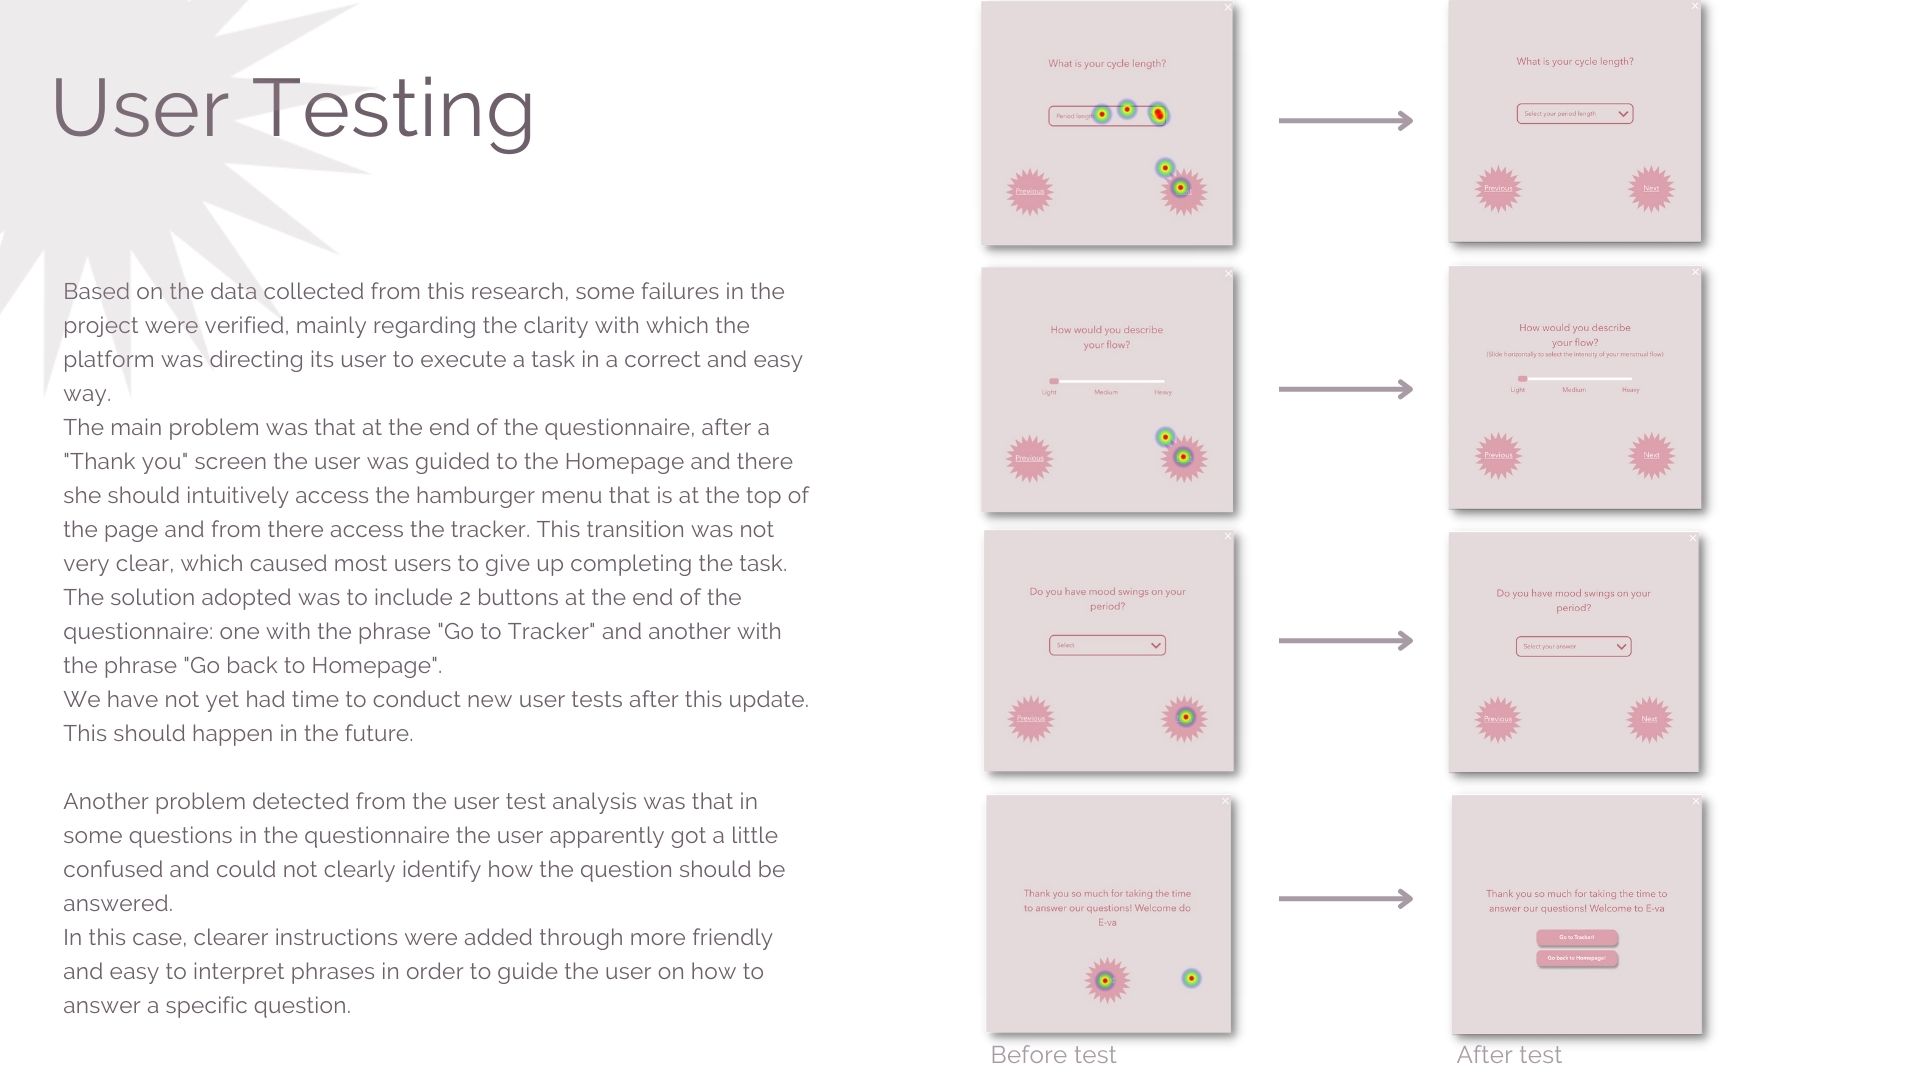 User Testing
Based on the data collected from this research, some failures in the
project were verified, mainly regarding the clarity with which the
platform was directing its user to execute a task in a correct and easy
way.
The main problem was that at the end of the questionnaire, after a
"Thank you" screen the user was guided to the Homepage and there
she should intuitively access the hamburger menu that is at the top of
the page and from there access the tracker. This transition was not
very clear, which caused most users to give up completing the task.
The solution adopted was to include 2 buttons at the end of the
questionnaire: one with the phrase "Go to Tracker" and another with
the phrase "Go back to Homepage".
We have not yet had time to conduct new user tests after this update.
This should happen in the future.
Another problem detected from the user test analysis was that in
some questions in the questionnaire the user apparently got a little
confused and could not clearly identify how the question should be
answered.
In this case, clearer instructions were added through more friendly
and easy to interpret phrases in order to guide the user on how to
answer a specific question.
What is your cycle length?
Period length
Previous
What is your cycle length?
Select your period length
Previous
Next
How would you describe
your flow?
Light Medium Heavy
Previous
How would you describe
your flow?
(Slide horizontally to select the intensity of your menstrual flow)
Light Medium Heavy
Previous
Next
Do you have mood swings on your
period?
Select
Previous
Do you have mood swings on your
period?
Select your answer
Previous
Next
Thank you so much for taking the time
to answer our questions! Welcome do
E-va
Thank you so much for taking the time to
answer our questions! Welcome to E-va
Go to Tracker!
Go back to Homepage!
Before test
After test